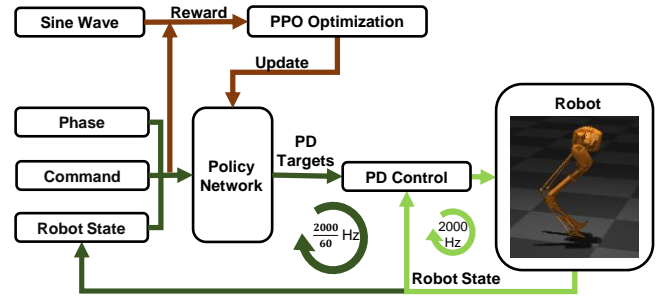 Sine Wave
Reward
PPO Optimization
Update
Robot
Phase
Command
Robot State
Policy
Network
PD
Targets
PD Control
2000/60 Hz
2000
Hz
Robot State